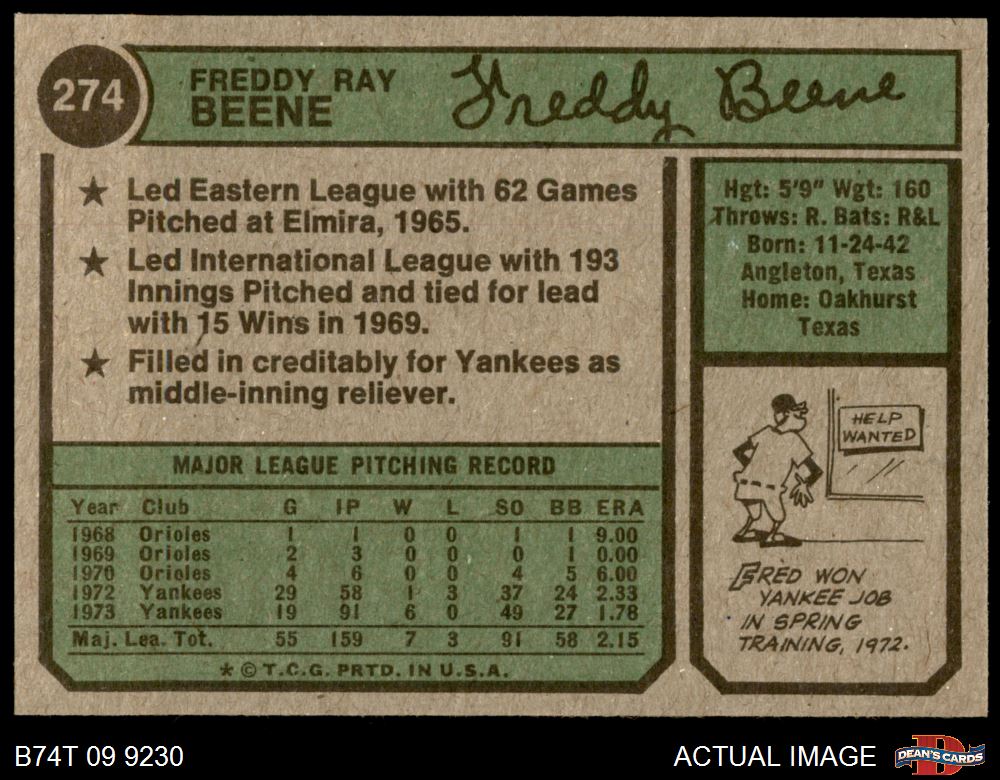 274
FREDDY RAY
BEENE
Freddy Beene
★ Led Eastern League with 62 Games
Pitched at Elmira, 1965.
★ Led International League with 193
Innings Pitched and tied for lead
with 15 Wins in 1969.
★ Filled in creditably for Yankees as
middle-inning reliever.
Hgt: 5'9" Wgt: 160
Throws: R. Bats: R&L
Born: 11-24-42
Angleton, Texas
Home: Oakhurst
Texas
HELP
WANTED
FRED WON
YANKEE JOB
IN SPRING
TRAINING, 1972.
MAJOR LEAGUE PITCHING RECORD
Year Club G IP W L SO BB ERA
1968 Orioles 1 1 0 0 1 1 9.00
1969 Orioles 2 3 0 0 0 1 0.00
1970 Orioles 4 6 0 0 4 5 6.00
1972 Yankees 29 58 1 3 37 24 2.33
1973 Yankees 19 91 6 0 49 27 1.78
Maj. Lea. Tot. 55 159 7 3 91 58 2.15
* © T.C.G. PRTD. IN U.S.A.
B74T 09 9230
ACTUAL IMAGE
DEAN'S CARDS